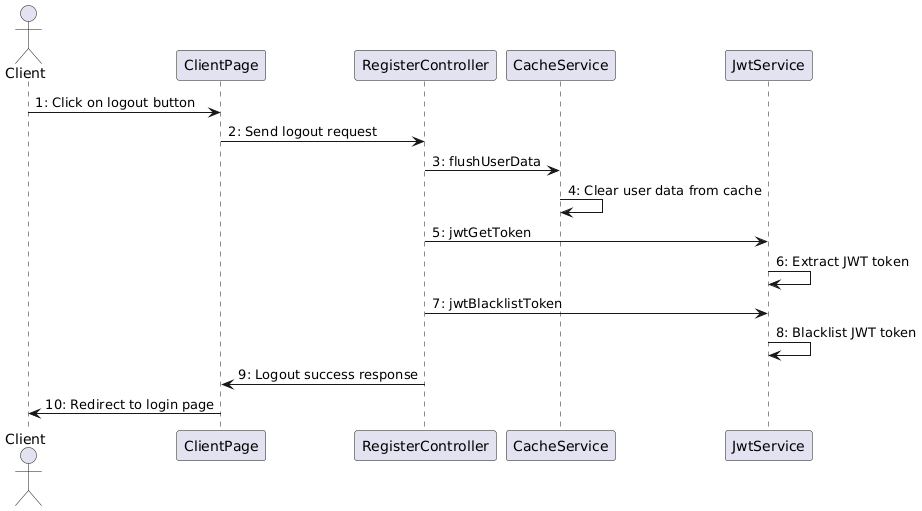 Client
ClientPage
RegisterController
CacheService
JwtService
1: Click on logout button
2: Send logout request
3: flushUserData
4: Clear user data from cache
5: jwtGetToken
6: Extract JWT token
7: jwtBlacklistToken
8: Blacklist JWT token
9: Logout success response
10: Redirect to login page
Client
ClientPage
RegisterController
CacheService
JwtService